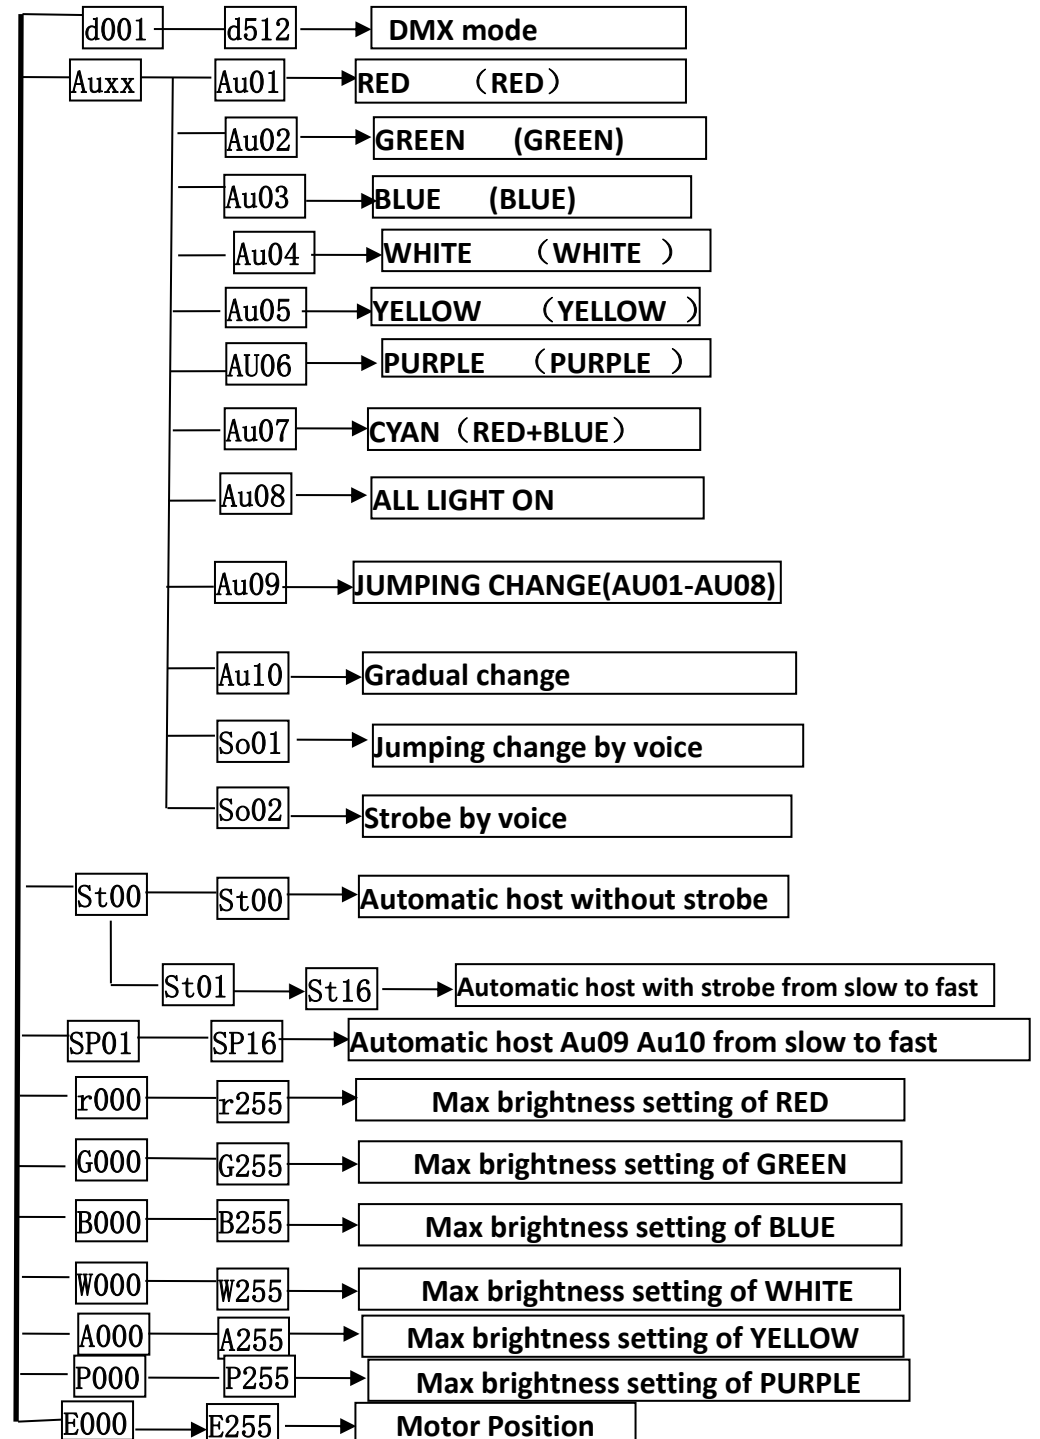 d001 d512 DMX mode
Auxx Au01 RED （RED）
Au02 GREEN (GREEN)
Au03 BLUE (BLUE)
Au04 WHITE （WHITE ）
Au05 YELLOW （YELLOW ）
AU06 PURPLE （PURPLE ）
Au07 CYAN（RED+BLUE）
Au08 ALL LIGHT ON
Au09 JUMPING CHANGE(AU01-AU08)
Au10 Gradual change
So01 Jumping change by voice
So02 Strobe by voice
St00 St00 Automatic host without strobe
St01 St16 Automatic host with strobe from slow to fast
SP01 SP16 Automatic host Au09 Au10 from slow to fast
r000 r255 Max brightness setting of RED
G000 G255 Max brightness setting of GREEN
B000 B255 Max brightness setting of BLUE
W000 W255 Max brightness setting of WHITE
A000 A255 Max brightness setting of YELLOW
P000 P255 Max brightness setting of PURPLE
E000 E255 Motor Position